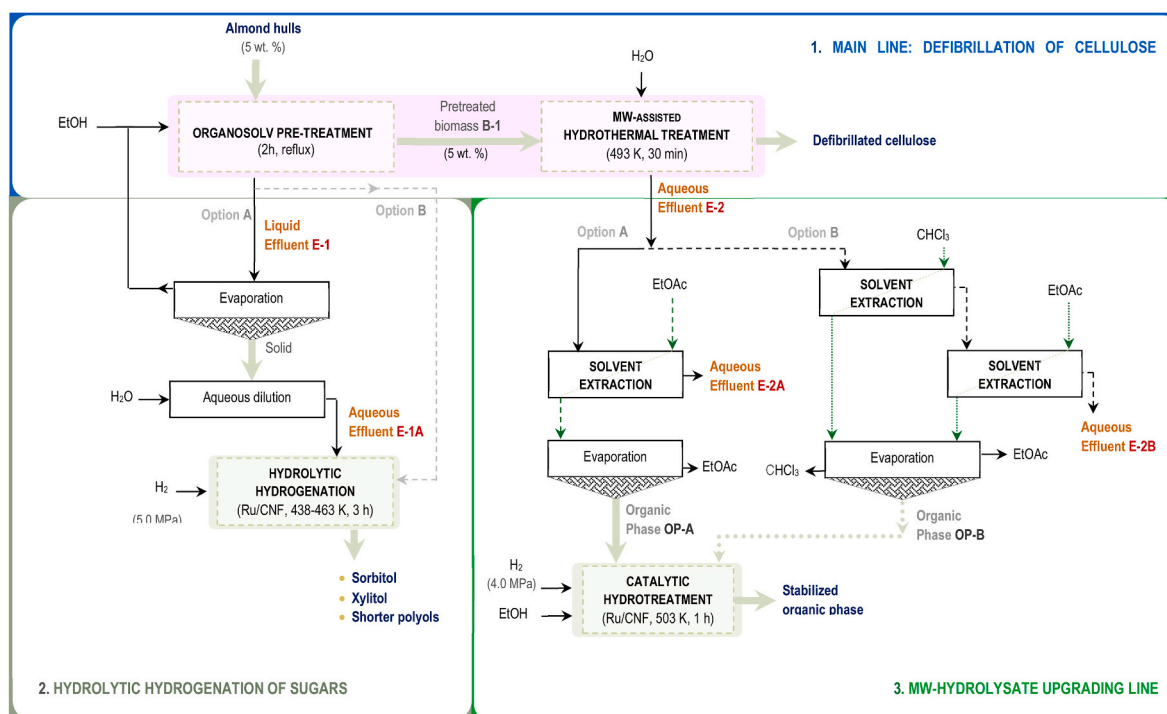 Almond hulls
(5 wt. %)
1. MAIN LINE: DEFIBRILLATION OF CELLULOSE
H₂O
EtOH
ORGANOSOLV PRE-TREATMENT
(2h, reflux)
Pretreated
biomass B-1
(5 wt. %)
MW-ASSISTED
HYDROTHERMAL TREATMENT
(493 K, 30 min)
Defibrillated cellulose
Option A
Option B
Liquid
Effluent E-1
Evaporation
Solid
H₂O
Aqueous dilution
Aqueous
Effluent E-1A
H₂
(5.0 MPa)
HYDROLYTIC
HYDROGENATION
(Ru/CNF, 438-463 K, 3 h)
Sorbitol
Xylitol
Shorter polyols
2. HYDROLYTIC HYDROGENATION OF SUGARS
Aqueous
Effluent E-2
Option A
Option B
CHCl₃
EtOAc
SOLVENT
EXTRACTION
EtOAc
SOLVENT
EXTRACTION
Aqueous
Effluent E-2A
SOLVENT
EXTRACTION
Aqueous
Effluent E-2B
Evaporation
EtOAc
CHCl₃
Evaporation
EtOAc
Organic
Phase OP-A
Organic
Phase OP-B
H₂
(4.0 MPa)
EtOH
CATALYTIC
HYDROTREATMENT
(Ru/CNF, 503 K, 1 h)
Stabilized
organic phase
3. MW-HYDROLYSATE UPGRADING LINE